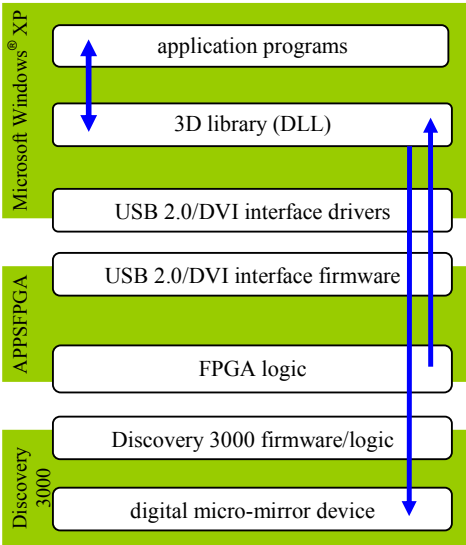 Microsoft Windows® XP
application programs
3D library (DLL)
USB 2.0/DVI interface drivers
APPSFPGA
USB 2.0/DVI interface firmware
FPGA logic
Discovery
3000
Discovery 3000 firmware/logic
digital micro-mirror device